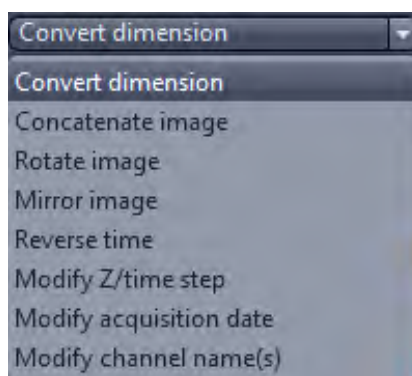 Convert dimension
Convert dimension
Concatenate image
Rotate image
Mirror image
Reverse time
Modify Z/time step
Modify acquisition date
Modify channel name(s)